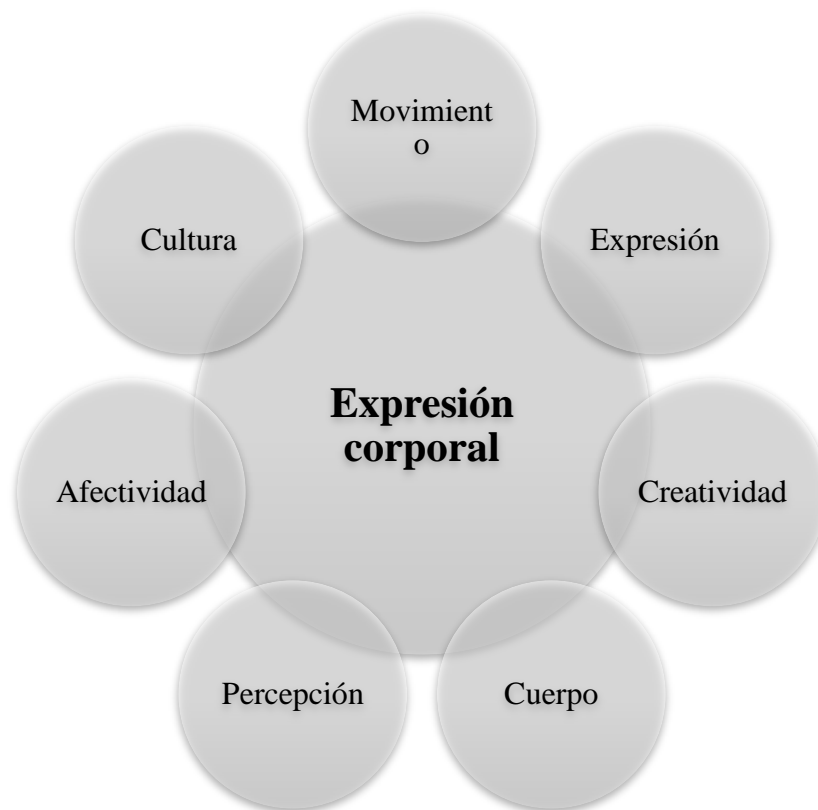 Movimient
o
Cultura
Expresión
Expresión
corporal
Afectividad
Creatividad
Percepción
Cuerpo